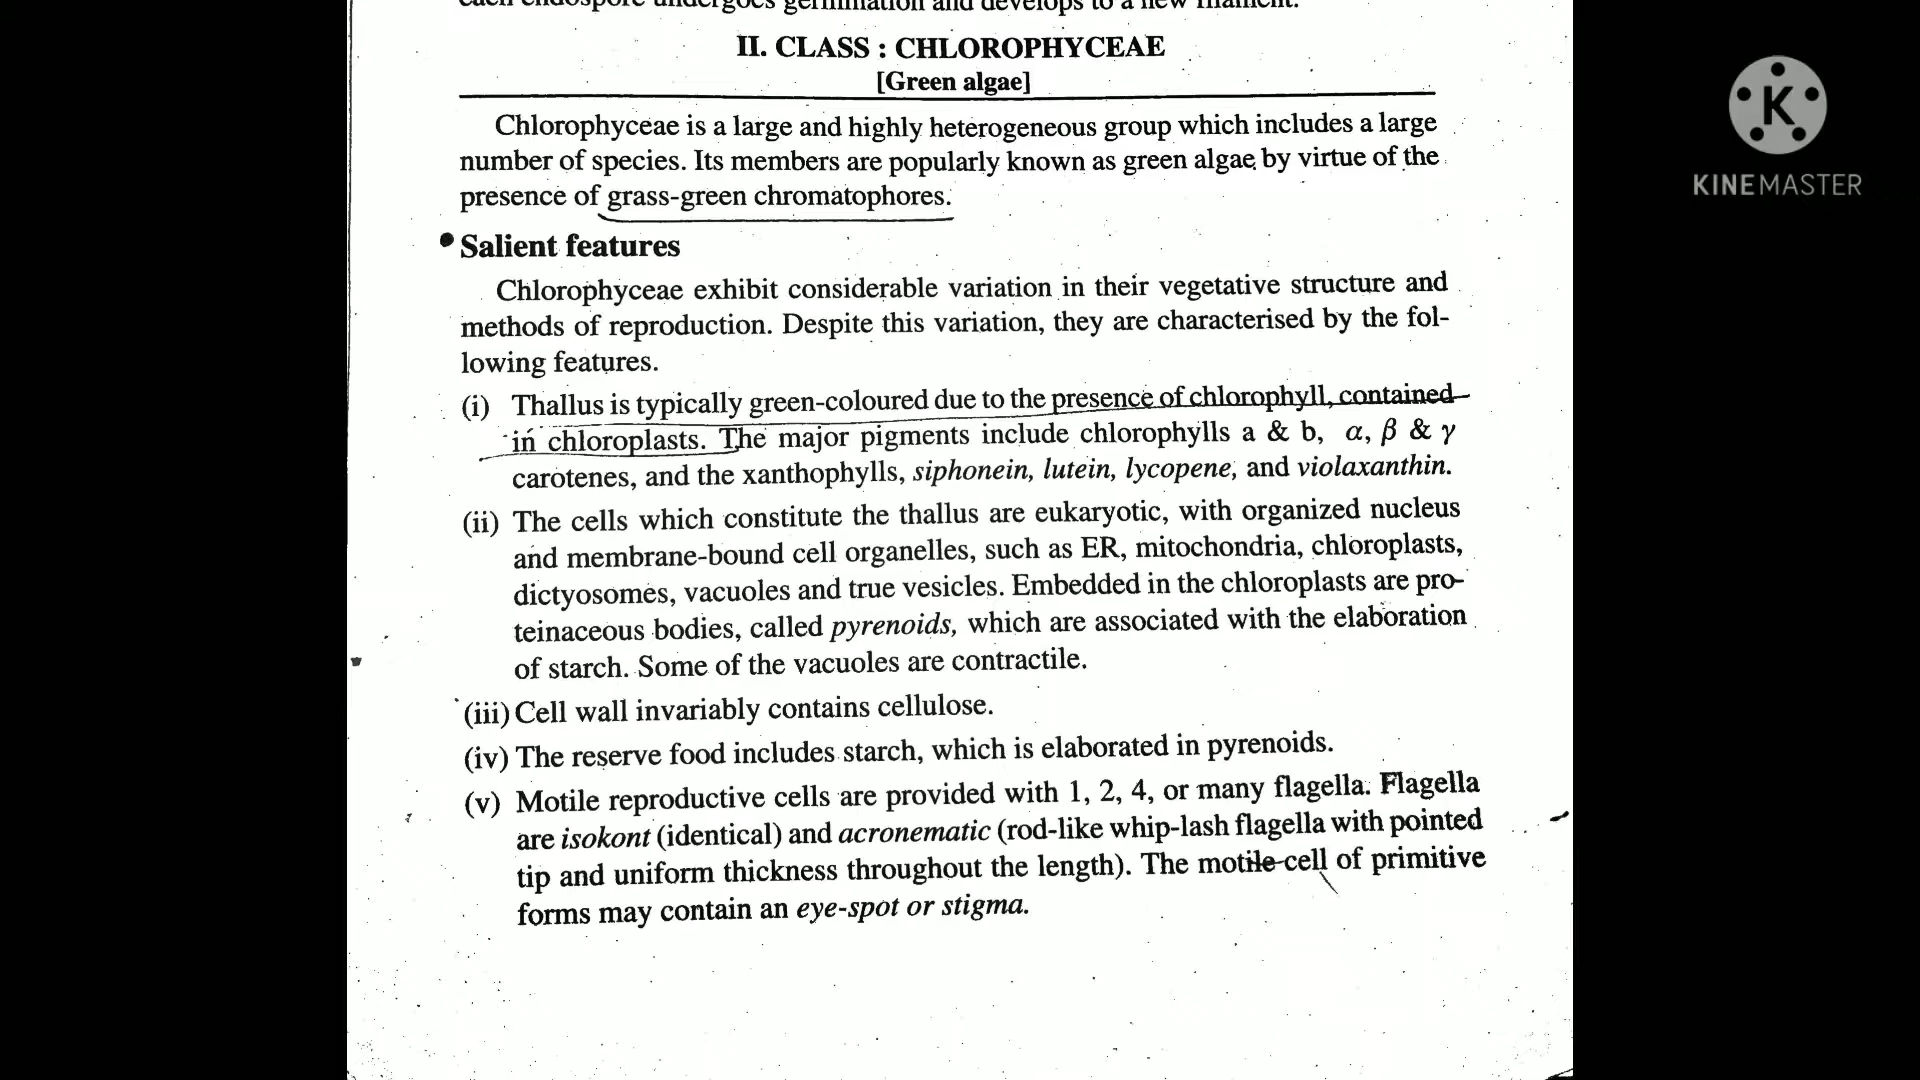 each endospore undergoes germination and develops to a new filament.
II. CLASS : CHLOROPHYCEAE
[Green algae]
Chlorophyceae is a large and highly heterogeneous group which includes a large
number of species. Its members are popularly known as green algae by virtue of the
presence of grass-green chromatophores.
Salient features
Chlorophyceae exhibit considerable variation in their vegetative structure and
methods of reproduction. Despite this variation, they are characterised by the fol-
lowing features.
(i) Thallus is typically green-coloured due to the presence of chlorophyll, contained
in chloroplasts. The major pigments include chlorophylls a & b, α, β & γ
carotenes, and the xanthophylls, siphonein, lutein, lycopene, and violaxanthin.
(ii) The cells which constitute the thallus are eukaryotic, with organized nucleus
and membrane-bound cell organelles, such as ER, mitochondria, chloroplasts,
dictyosomes, vacuoles and true vesicles. Embedded in the chloroplasts are pro-
teinaceous bodies, called pyrenoids, which are associated with the elaboration
of starch. Some of the vacuoles are contractile.
(iii) Cell wall invariably contains cellulose.
(iv) The reserve food includes starch, which is elaborated in pyrenoids.
(v) Motile reproductive cells are provided with 1, 2, 4, or many flagella. Flagella
are isokont (identical) and acronematic (rod-like whip-lash flagella with pointed
tip and uniform thickness throughout the length). The motile cell of primitive
forms may contain an eye-spot or stigma.
K
KINEMASTER